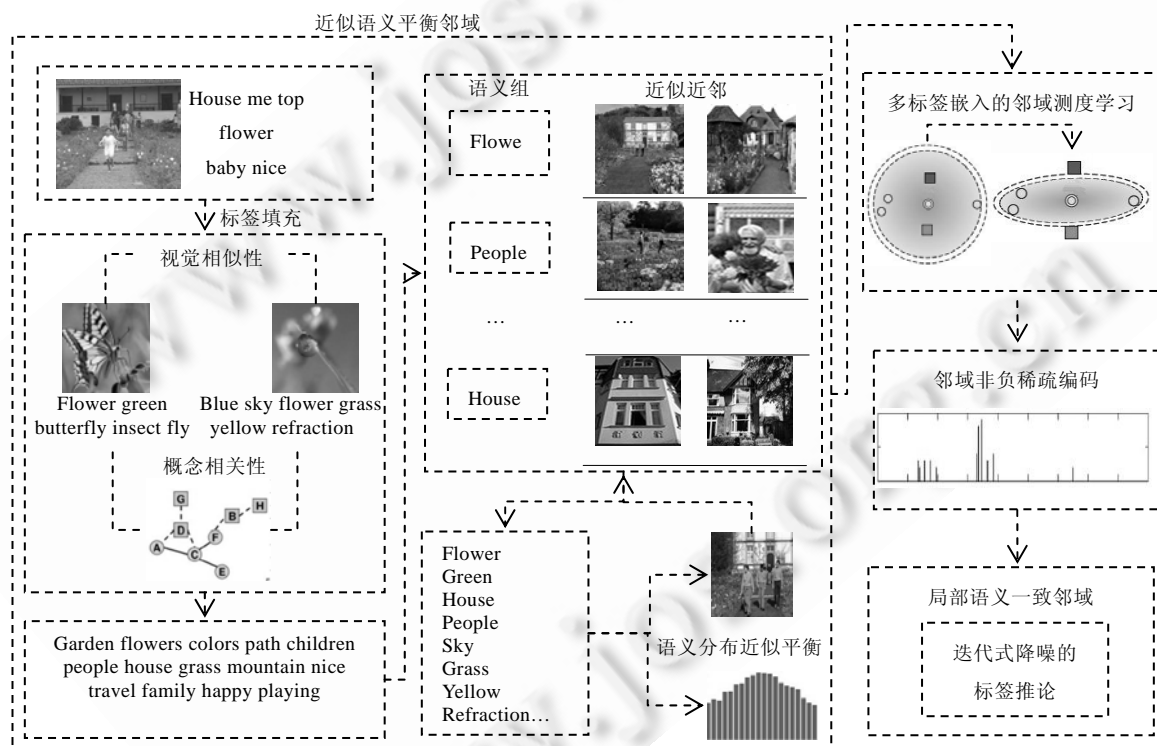 近似语义平衡邻域
House me top
flower
baby nice
标签填充
视觉相似性
Flower green
butterfly insect fly
Blue sky flower grass
yellow refraction
概念相关性
G
B
H
D
F
A
C
E
Garden flowers colors path children
people house grass mountain nice
travel family happy playing
语义组
近似近邻
Flowe
People
… … …
House
Flower
Green
House
People
Sky
Grass
Yellow
Refraction…
语义分布近似平衡
多标签嵌入的邻域测度学习
邻域非负稀疏编码
局部语义一致邻域
迭代式降噪的
标签推论